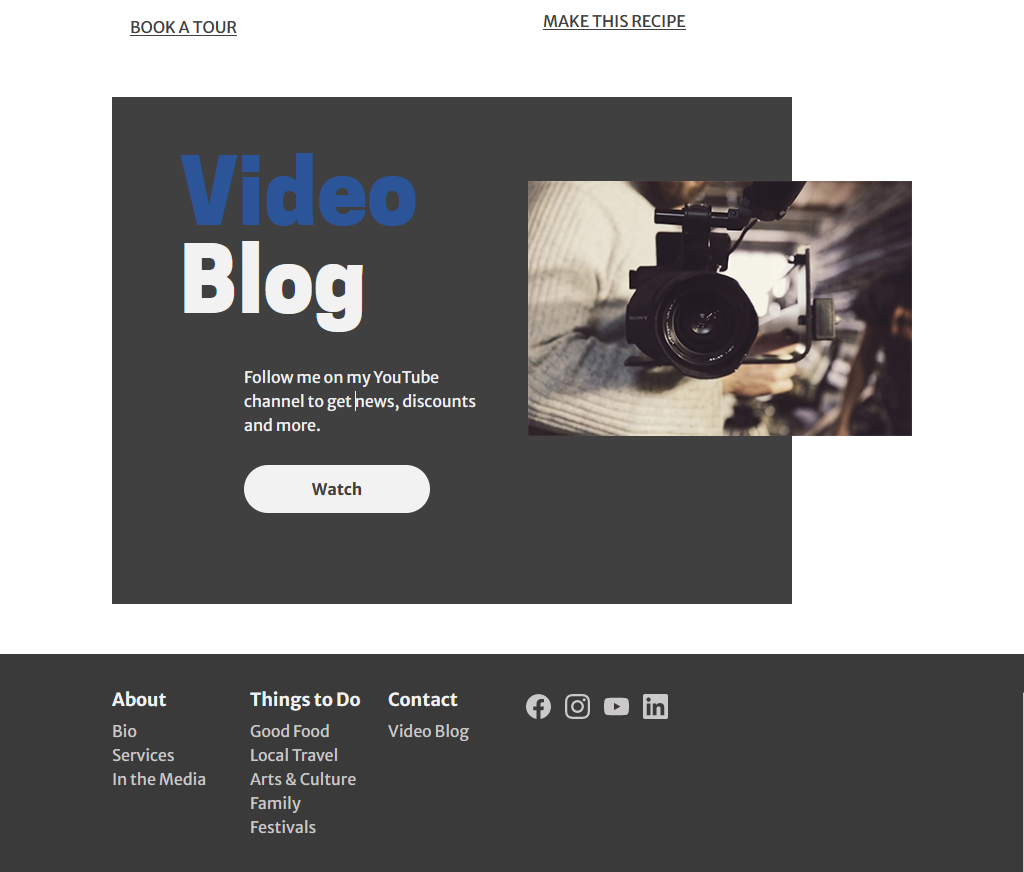 BOOK A TOUR
MAKE THIS RECIPE
Video
Blog
Follow me on my YouTube
channel to get news, discounts
and more.
Watch
SONY
About
Bio
Services
In the Media
Things to Do
Good Food
Local Travel
Arts & Culture
Family
Festivals
Contact
Video Blog